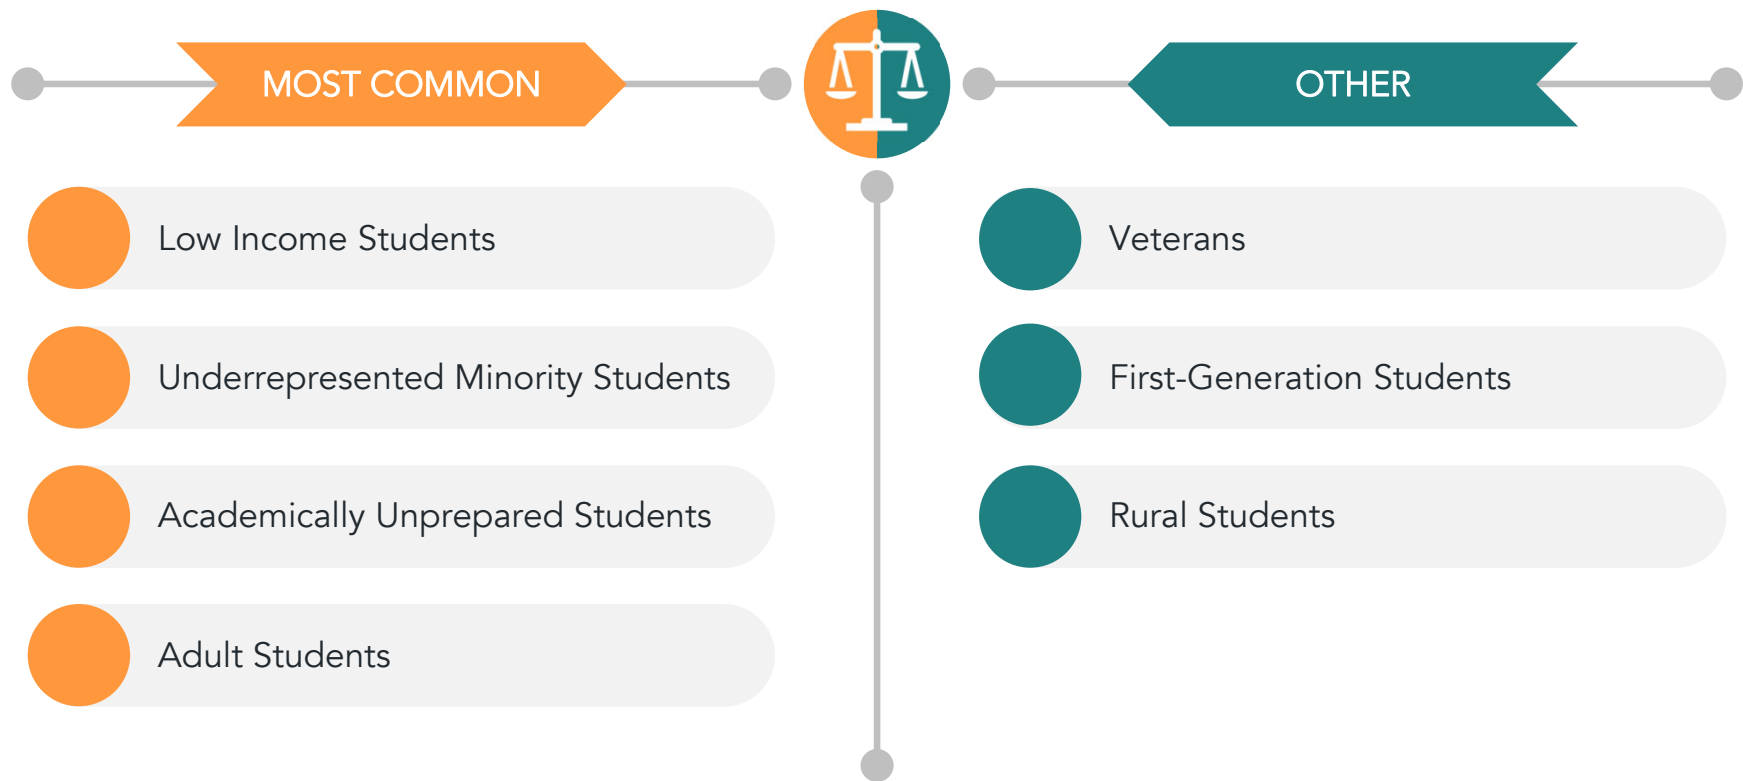 MOST COMMON
Low Income Students
Underrepresented Minority Students
Academically Unprepared Students
Adult Students
OTHER
Veterans
First-Generation Students
Rural Students